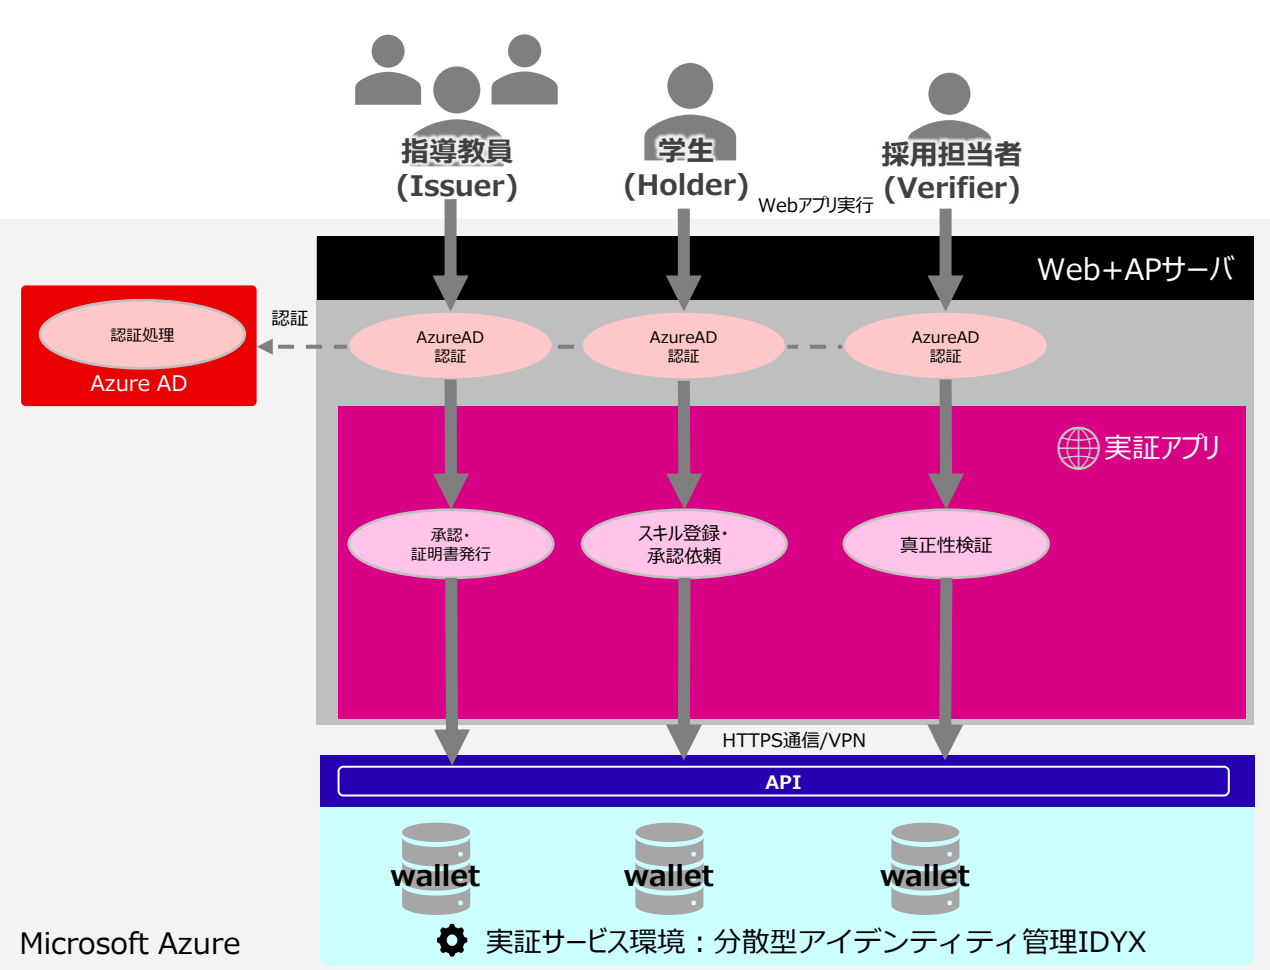 指導教員
(Issuer)
学生
(Holder)
採用担当者
(Verifier)
Webアプリ実行
Web+APサーバ
認証処理
Azure AD
認証
AzureAD
認証
AzureAD
認証
AzureAD
認証
実証アプリ
承認・
証明書発行
スキル登録・
承認依頼
真正性検証
HTTPS通信/VPN
API
wallet
wallet
wallet
Microsoft Azure
実証サービス環境：分散型アイデンティティ管理IDYX